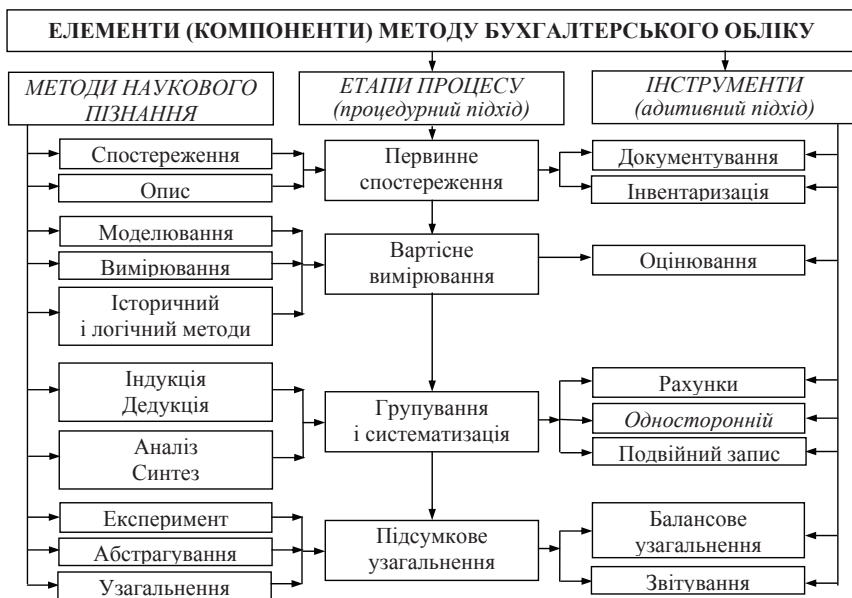 ЕЛЕМЕНТИ (КОМПОНЕНТИ) МЕТОДУ БУХГАЛТЕРСЬКОГО ОБЛІКУ
МЕТОДИ НАУКОВОГО
ПІЗНАННЯ
ЕТАПИ ПРОЦЕСУ
(процедурний підхід)
ІНСТРУМЕНТИ
(адитивний підхід)
Спостереження
Опис
Первинне
спостереження
Документування
Інвентаризація
Моделювання
Вимірювання
Історичний
і логічний методи
Вартісне
вимірювання
Оцінювання
Індукція
Дедукція
Аналіз
Синтез
Групування
і систематизація
Рахунки
Односторонній
Подвійний запис
Експеримент
Абстрагування
Узагальнення
Підсумкове
узагальнення
Балансове
узагальнення
Звітування